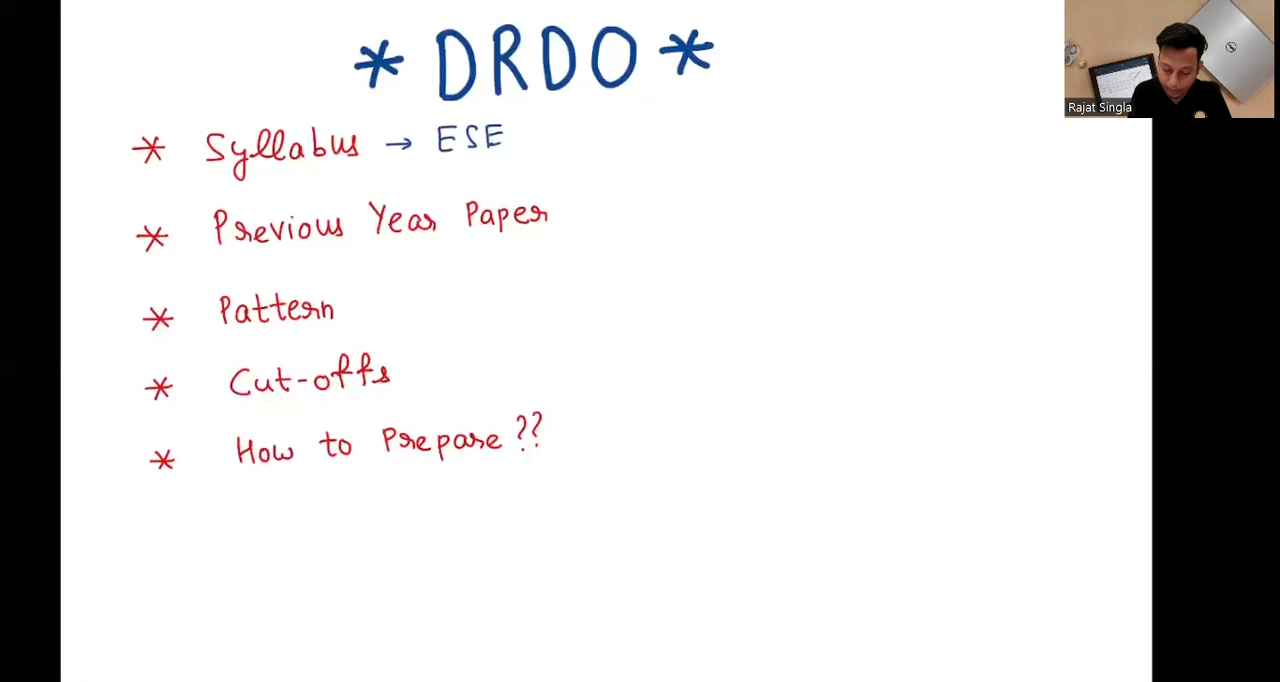 * DRDO *
Rajat Singla
* Syllabus → ESE
* Previous Year Paper
* Pattern
* Cut-offs
* How to Prepare ??